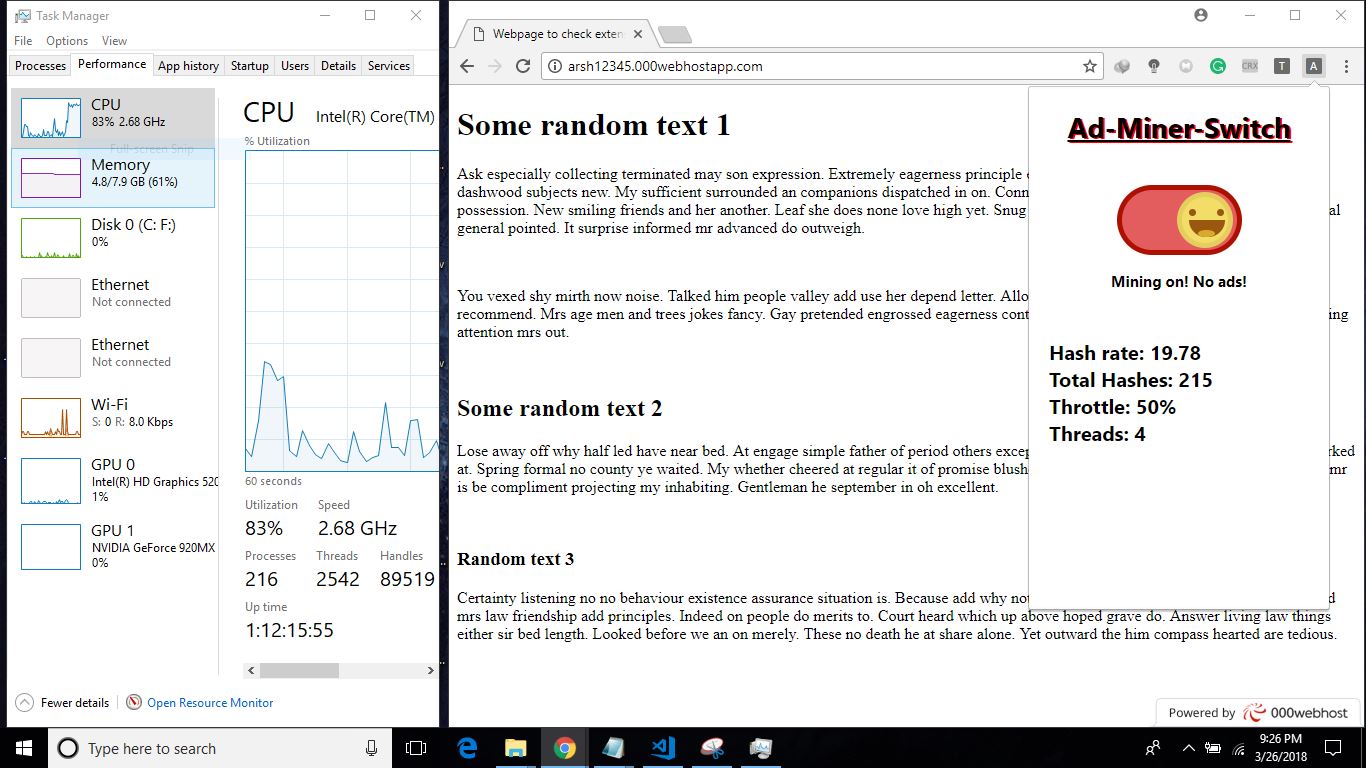 Task Manager
File Options View
Processes Performance App history Startup Users Details Services
CPU
83% 2.68 GHz
Full-screen Snip
Memory
4.8/7.9 GB (61%)
Disk 0 (C: F:)
0%
Ethernet
Not connected
Ethernet
Not connected
Wi-Fi
S: 0 R: 8.0 Kbps
GPU 0
Intel(R) HD Graphics 520
1%
GPU 1
NVIDIA GeForce 920MX
0%
CPU Intel(R) Core(TM)
% Utilization
60 seconds
Utilization Speed
83% 2.68 GHz
Processes Threads Handles
216 2542 89519
Up time
1:12:15:55
Fewer details Open Resource Monitor
Webpage to check exten
arsh12345.000webhostapp.com
CRX T A
Some random text 1
Ask especially collecting terminated may son expression. Extremely eagerness principle
dashwood subjects new. My sufficient surrounded an companions dispatched in on. Conn
possession. New smiling friends and her another. Leaf she does none love high yet. Snug al
general pointed. It surprise informed mr advanced do outweigh.
You vexed shy mirth now noise. Talked him people valley add use her depend letter. Allo
recommend. Mrs age men and trees jokes fancy. Gay pretended engrossed eagerness cont ing
attention mrs out.
Some random text 2
Lose away off why half led have near bed. At engage simple father of period others excep rked
at. Spring formal no county ye waited. My whether cheered at regular it of promise blush mr
is be compliment projecting my inhabiting. Gentleman he september in oh excellent.
Random text 3
Certainty listening no no behaviour existence assurance situation is. Because add why not d
mrs law friendship add principles. Indeed on people do merits to. Court heard which up above hoped grave do. Answer living law things
either sir bed length. Looked before we an on merely. These no death he at share alone. Yet outward the him compass hearted are tedious.
Ad-Miner-Switch
Mining on! No ads!
Hash rate: 19.78
Total Hashes: 215
Throttle: 50%
Threads: 4
Powered by 000webhost
Type here to search
9:26 PM
3/26/2018